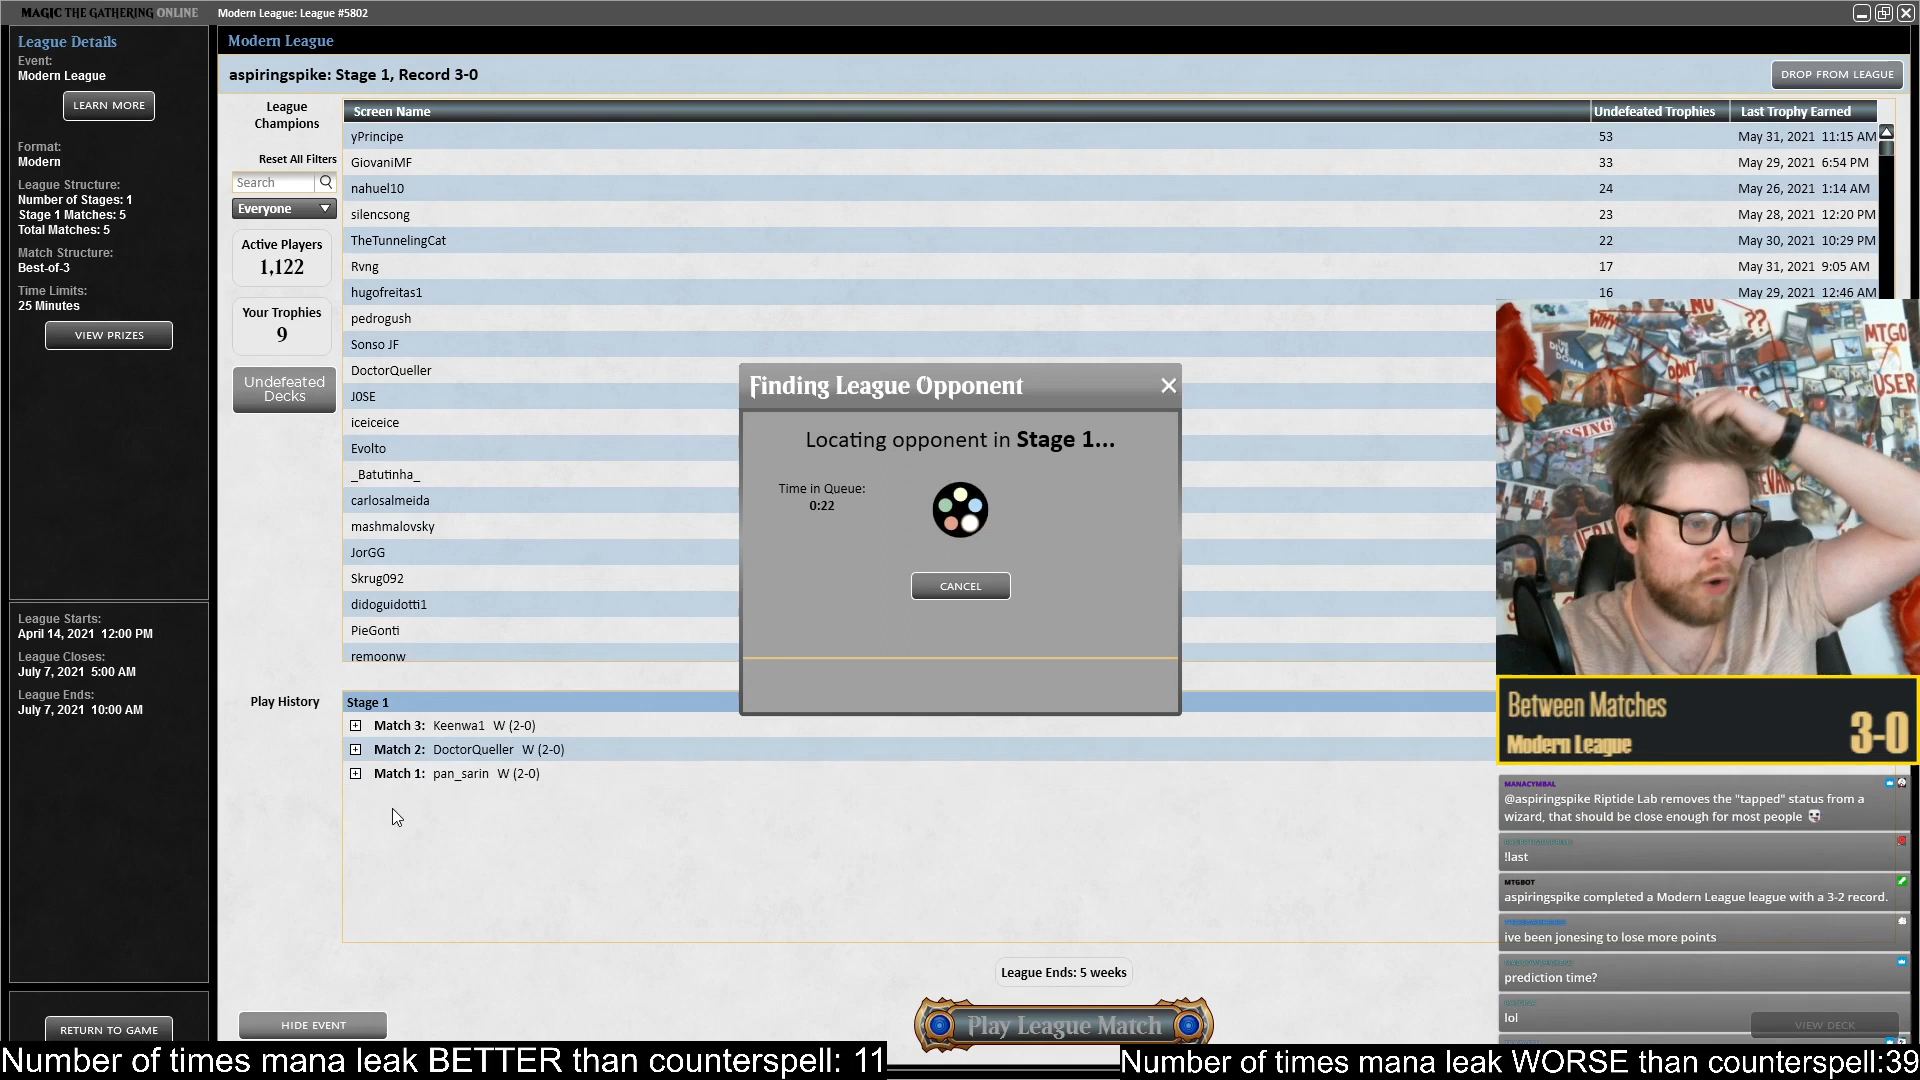 MAGIC THE GATHERING ONLINE
Modern League: League #5802
League Details
Event:
Modern League
LEARN MORE
Format:
Modern
League Structure:
Number of Stages: 1
Stage 1 Matches: 5
Total Matches: 5
Match Structure:
Best-of-3
Time Limits:
25 Minutes
VIEW PRIZES
League Starts:
April 14, 2021 12:00 PM
League Closes:
July 7, 2021 5:00 AM
League Ends:
July 7, 2021 10:00 AM
RETURN TO GAME
Modern League
aspiringspike: Stage 1, Record 3-0
DROP FROM LEAGUE
League
Champions
Reset All Filters
Search
Everyone
Active Players
1,122
Your Trophies
9
Undefeated
Decks
Screen Name Undefeated Trophies Last Trophy Earned
yPrincipe 53 May 31, 2021 11:15 AM
GiovaniMF 33 May 29, 2021 6:54 PM
nahuel10 24 May 26, 2021 1:14 AM
silencsong 23 May 28, 2021 12:20 PM
TheTunnelingCat 22 May 30, 2021 10:29 PM
Rvng 17 May 31, 2021 9:05 AM
hugofreitas1 16 May 29, 2021 12:46 AM
pedrogush
Sonso JF
DoctorQueller
J0SE
iceiceice
Evolto
_Batutinha_
carlosalmeida
mashmalovsky
JorGG
Skrug092
didoguidotti1
PieGonti
remoonw
Finding League Opponent
Locating opponent in Stage 1...
Time in Queue:
0:22
CANCEL
Play History
Stage 1
Match 3: Keenwa1 W (2-0)
Match 2: DoctorQueller W (2-0)
Match 1: pan_sarin W (2-0)
League Ends: 5 weeks
HIDE EVENT
Play League Match
WHY
??
MTGO
USER
THE
DIVE
DOWN
DONT
Between Matches
Modern League
3-0
MANACYMBAL
@aspiringspike Riptide Lab removes the "tapped" status from a
wizard, that should be close enough for most people
!last
MTGBOT
aspiringspike completed a Modern League league with a 3-2 record.
ive been jonesing to lose more points
prediction time?
lol
VIEW DECK
Number of times mana leak BETTER than counterspell: 11
Number of times mana leak WORSE than counterspell:39